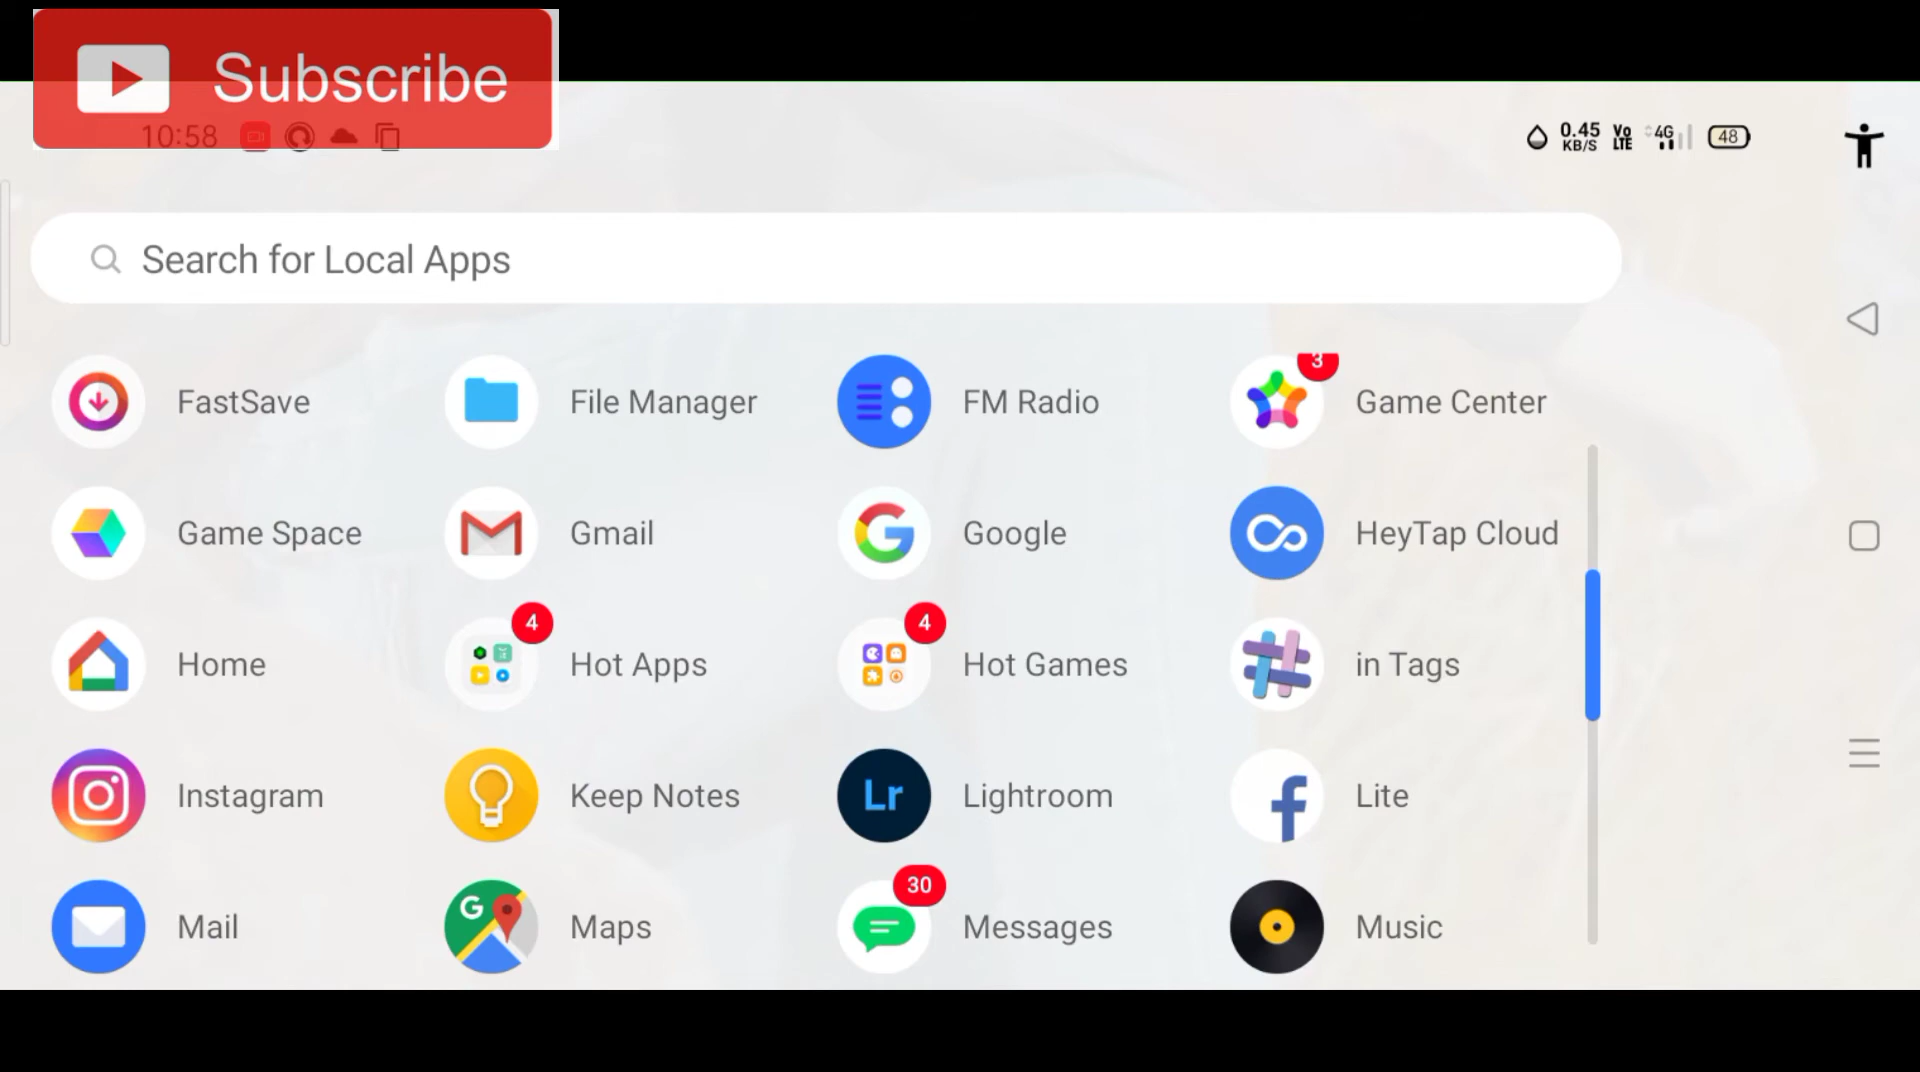 Subscribe
10:58
0.45 KB/S Vo LTE 4G 48
Search for Local Apps
3
FastSave File Manager FM Radio Game Center
Game Space Gmail Google HeyTap Cloud
4 4
Home Hot Apps Hot Games in Tags
Instagram Keep Notes Lr Lightroom Lite
30
Mail G Maps Messages Music